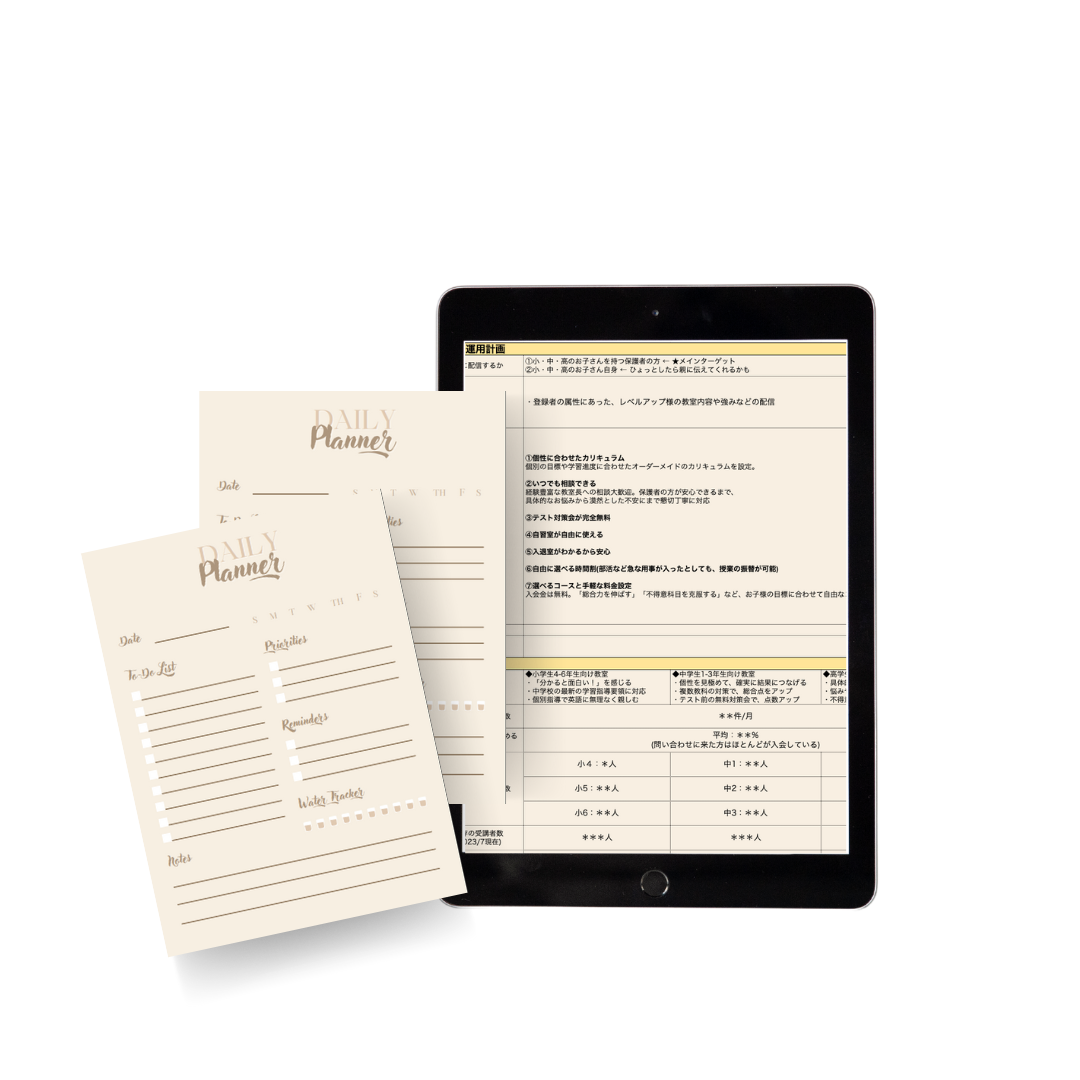 DAILY
Planner
Date
S T W TH F S
DAILY
Planner
S M T W TH F S
Date
To-Do List
Priorities
Reminders
Water Tracker
Notes
運用計画
に配信するか
①小・中・高のお子さんを持つ保護者の方 ← ★メインターゲット
②小・中・高のお子さん自身 ← ひょっとしたら親に伝えてくれるかも
・登録者の属性にあった、レベルアップ様の教室内容や強みなどの配信
①個性に合わせたカリキュラム
個別の目標や学習進度に合わせたオーダーメイドのカリキュラムを設定。
②いつでも相談できる
経験豊富な教室長への相談大歓迎。保護者の方が安心できるまで、
具体的なお悩みから漠然とした不安にまで懇切丁寧に対応
③テスト対策会が完全無料
④自習室が自由に使える
⑤入退室がわかるから安心
⑥自由に選べる時間割(部活など急な用事が入ったとしても、授業の振替が可能)
⑦選べるコースと手軽な料金設定
入会金は無料。「総合力を伸ばす」「不得意科目を克服する」など、お子様の目標に合わせて自由な
◆小学生4-6年生向け教室
・「分かると面白い！」を感じる
・中学校の最新の学習指導要領に対応
・個別指導で英語に無理なく親しむ
◆中学生1-3年生向け教室
・個性を見極めて、確実に結果につなげる
・複数教科の対策で、総合点をアップ
・テスト前の無料対策会で、点数アップ
◆高学
・具体
・悩み
・不得
数
＊＊件/月
める
平均：＊＊%
(問い合わせに来た方はほとんどが入会している)
数
小４：＊人
中1：＊＊人
小5：＊＊人
中2：＊＊人
小6：＊＊人
中3：＊＊人
の受講者数
023/7現在)
＊＊＊人
＊＊＊人